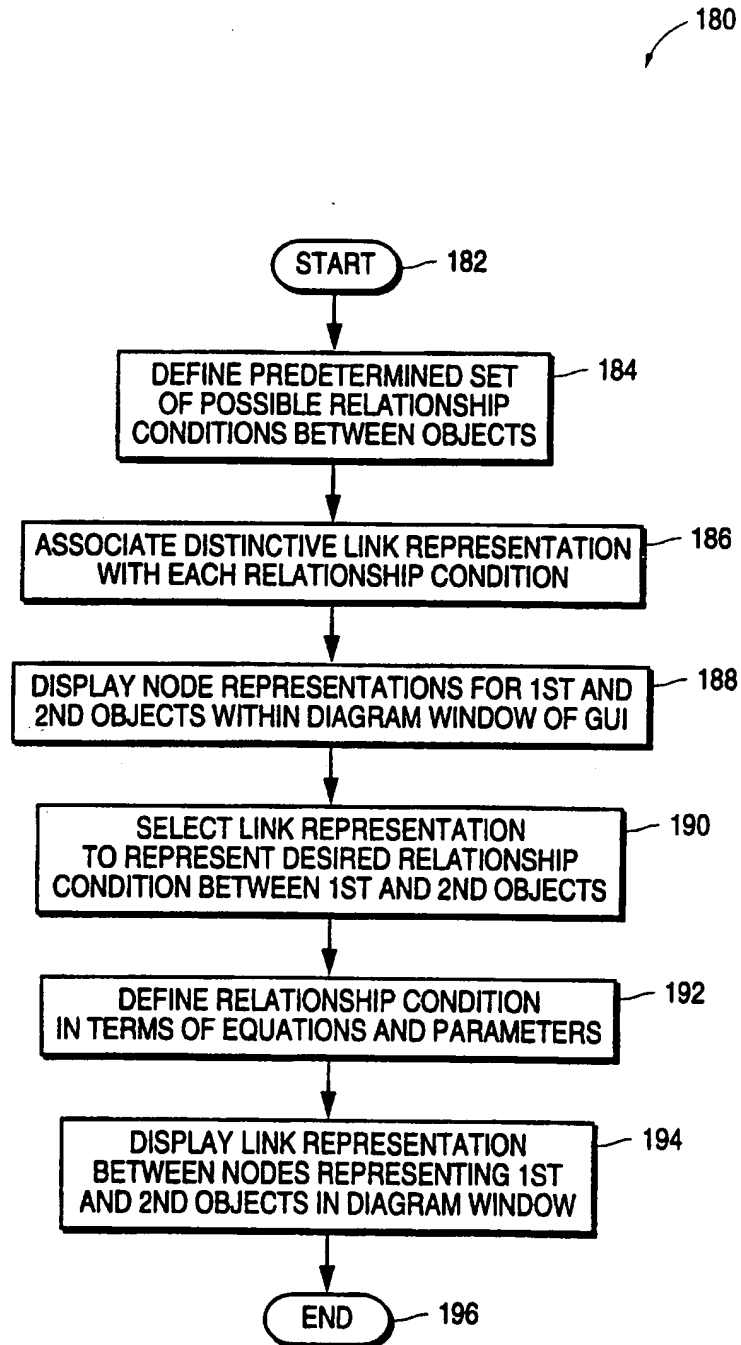 180
START
182
DEFINE PREDETERMINED SET
OF POSSIBLE RELATIONSHIP
CONDITIONS BETWEEN OBJECTS
184
ASSOCIATE DISTINCTIVE LINK REPRESENTATION
WITH EACH RELATIONSHIP CONDITION
186
DISPLAY NODE REPRESENTATIONS FOR 1ST AND
2ND OBJECTS WITHIN DIAGRAM WINDOW OF GUI
188
SELECT LINK REPRESENTATION
TO REPRESENT DESIRED RELATIONSHIP
CONDITION BETWEEN 1ST AND 2ND OBJECTS
190
DEFINE RELATIONSHIP CONDITION
IN TERMS OF EQUATIONS AND PARAMETERS
192
DISPLAY LINK REPRESENTATION
BETWEEN NODES REPRESENTING 1ST
AND 2ND OBJECTS IN DIAGRAM WINDOW
194
END
196